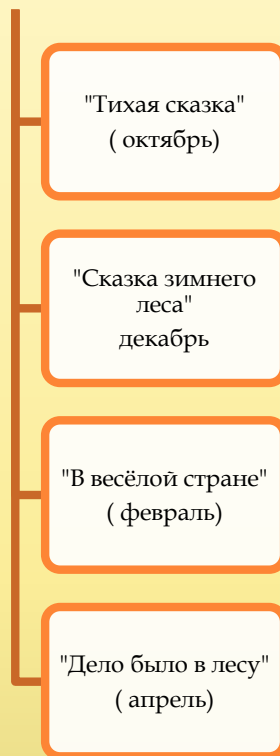 "Тихая сказка"
( октябрь)
"Сказка зимнего
леса"
декабрь
"В весёлой стране"
( февраль)
"Дело было в лесу"
( апрель)